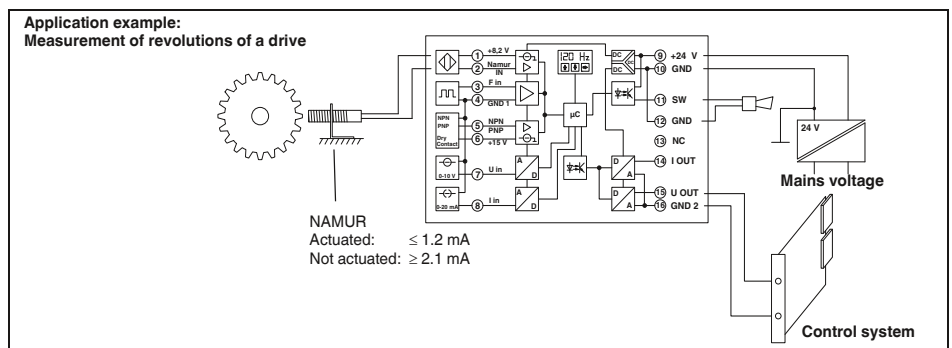 Application example:
Measurement of revolutions of a drive
120 Hz
DC
DC
DC
1 +8,2 V
2 Namur
IN
3 F in
4 GND 1
NPN
PNP
Dry
Contact
5 NPN
PNP
6 +15 V
0-10 V
7 U in
A
D
0-20 mA
8 I in
A
D
µC
D
A
D
A
9 +24 V
10 GND
11 SW
12 GND
13 NC
14 I OUT
15 U OUT
16 GND 2
24 V
Mains voltage
NAMUR
Actuated: ≤ 1.2 mA
Not actuated: ≥ 2.1 mA
Control system